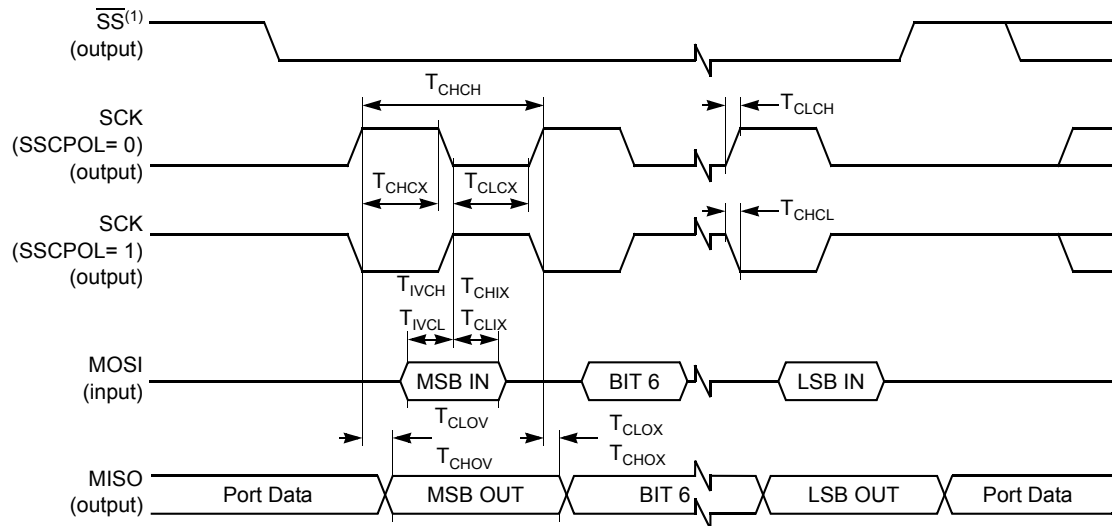 SS(1)
(output)
TCHCH
TCLCH
SCK
(SSCPOL= 0)
(output)
TCHCX
TCLCX
TCHCL
SCK
(SSCPOL= 1)
(output)
TIVCH
TCHIX
TIVCL
TCLIX
MOSI
(input)
MSB IN
BIT 6
LSB IN
TCLOV
TCLOX
TCHOV
TCHOX
MISO
(output)
Port Data
MSB OUT
BIT 6
LSB OUT
Port Data